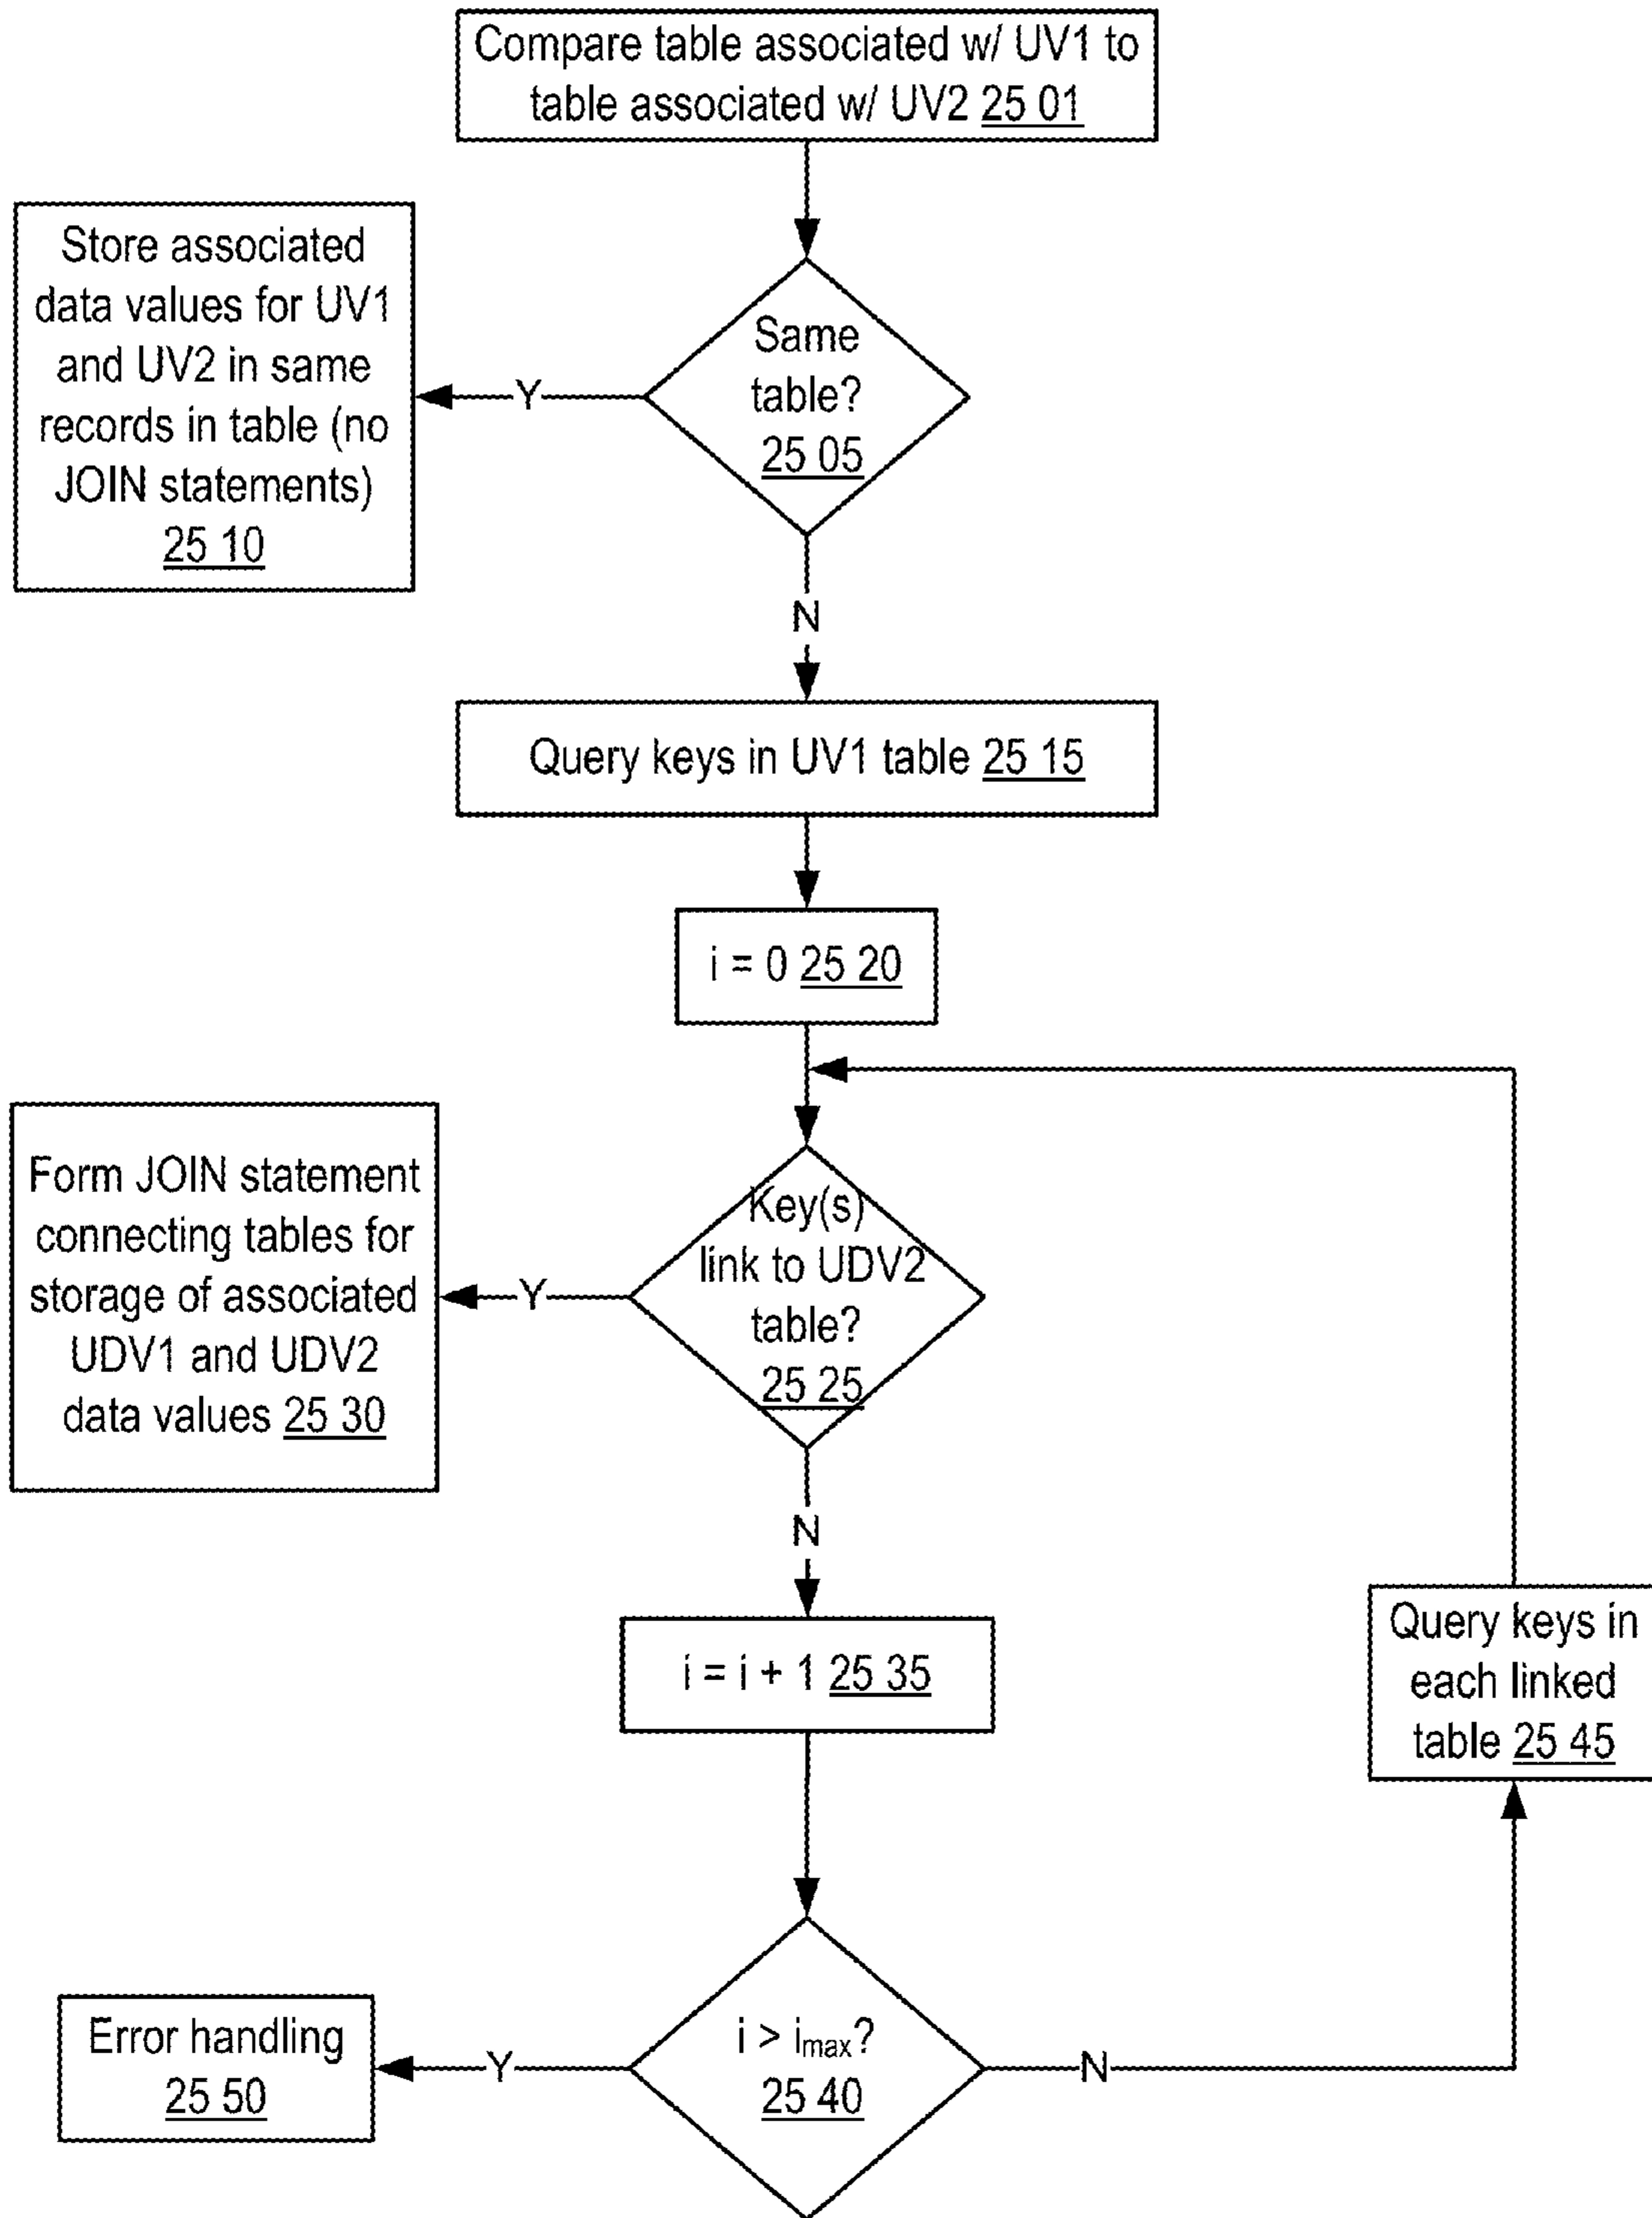 Compare table associated w/ UV1 to
table associated w/ UV2 25 01
Store associated
data values for UV1
and UV2 in same
records in table (no
JOIN statements)
25 10
Y
Same
table?
25 05
N
Query keys in UV1 table 25 15
i = 0 25 20
Form JOIN statement
connecting tables for
storage of associated
UDV1 and UDV2
data values 25 30
Y
Key(s)
link to UDV2
table?
25 25
N
i = i + 1 25 35
Query keys in
each linked
table 25 45
Error handling
25 50
Y
i > imax?
25 40
N